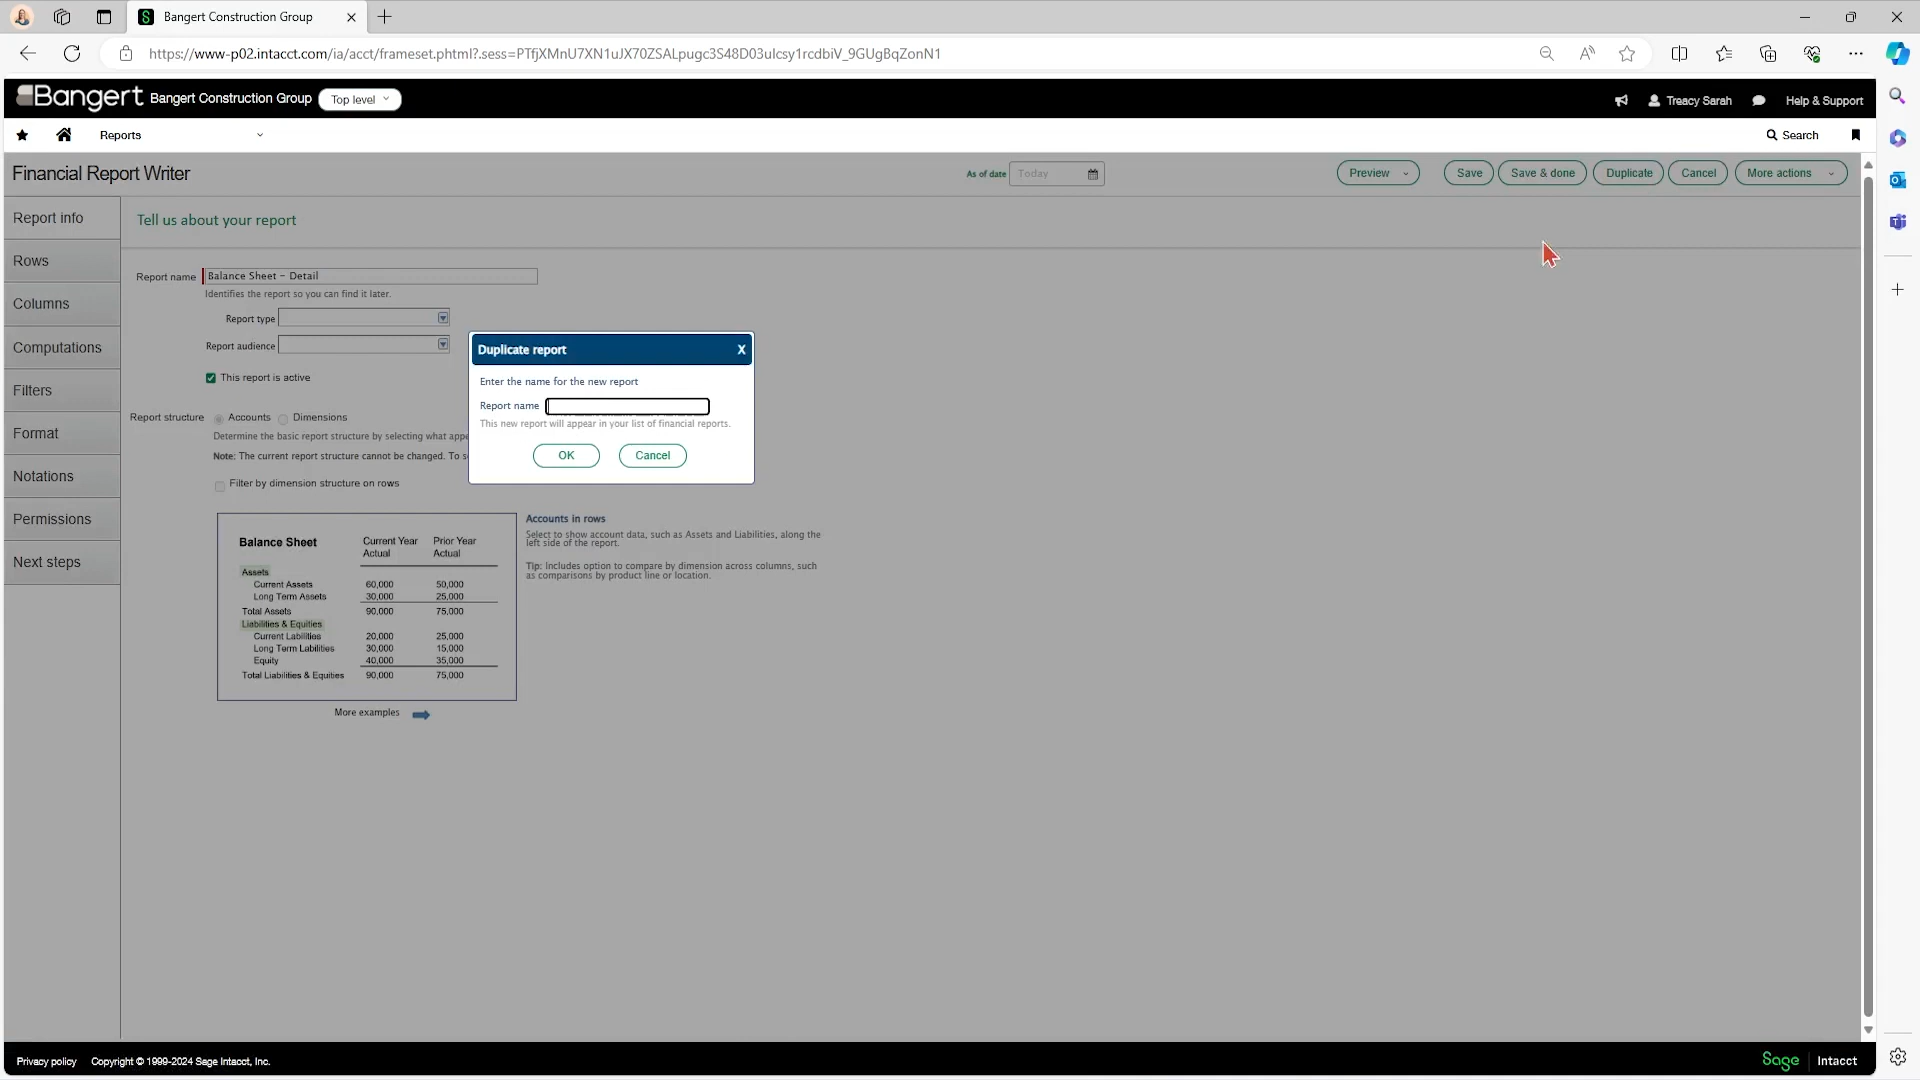 Bangert Construction Group
https://www-p02.intacct.com/ia/acct/frameset.phtml?.sess=PTfjXMnU7XN1uJX70ZSALpugc3S48D03ulcsy1rcdbiV_9GUgBqZonN1
Bangert Bangert Construction Group Top level
Treacy Sarah
Help & Support
Reports
Search
Financial Report Writer
As of date Today
Preview
Save
Save & done
Duplicate
Cancel
More actions
Report info
Rows
Columns
Computations
Filters
Format
Notations
Permissions
Next steps
Tell us about your report
Report name Balance Sheet - Detail
Identifies the report so you can find it later.
Report type
Report audience
This report is active
Report structure Accounts Dimensions
Determine the basic report structure by selecting what appe
Note: The current report structure cannot be changed. To s
Filter by dimension structure on rows
Duplicate report X
Enter the name for the new report
Report name
This new report will appear in your list of financial reports.
OK Cancel
Balance Sheet Current Year Actual Prior Year Actual
Assets
Current Assets 60,000 50,000
Long Term Assets 30,000 25,000
Total Assets 90,000 75,000
Liabilities & Equities
Current Labilities 20,000 25,000
Long Term Labilities 30,000 15,000
Equity 40,000 35,000
Total Liabilities & Equities 90,000 75,000
More examples
Accounts in rows
Select to show account data, such as Assets and Liabilities, along the
left side of the report.
Tip: Includes option to compare by dimension across columns, such
as comparisons by product line or location.
Privacy policy Copyright © 1999-2024 Sage Intacct, Inc.
Sage Intacct